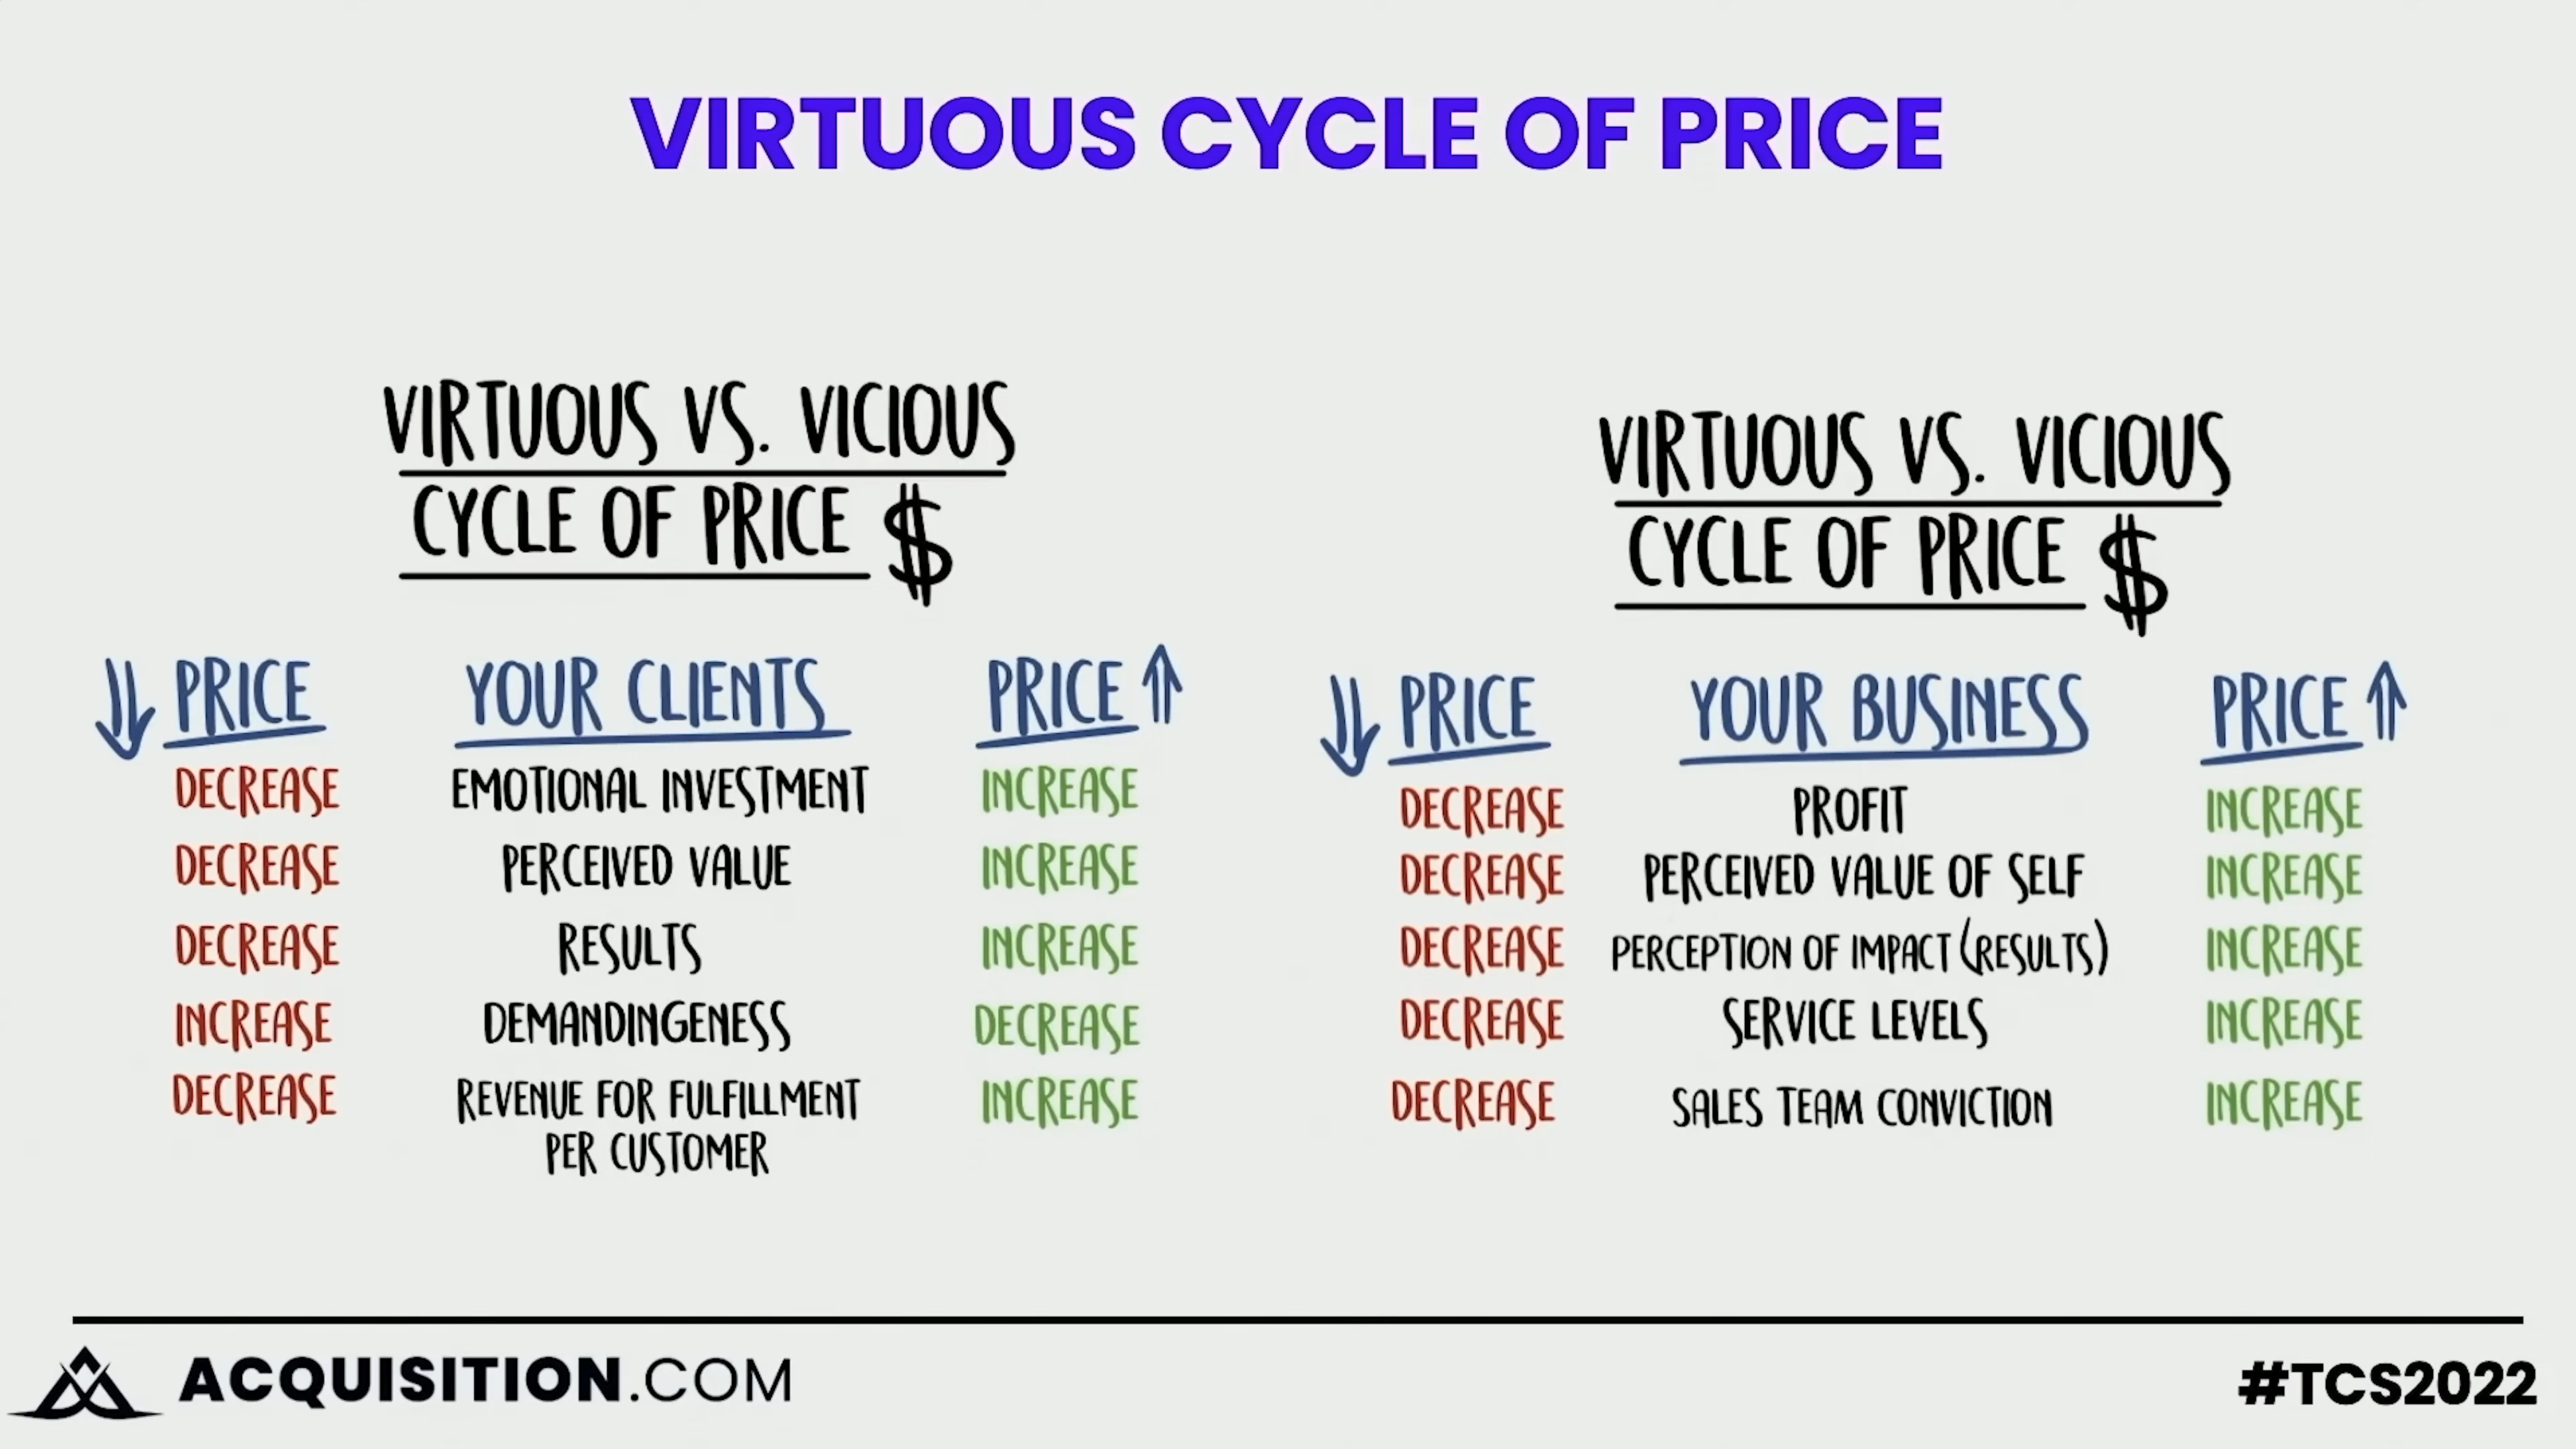 VIRTUOUS CYCLE OF PRICE
VIRTUOUS VS. VICIOUS
CYCLE OF PRICE $
PRICE YOUR CLIENTS PRICE
DECREASE EMOTIONAL INVESTMENT INCREASE
DECREASE PERCEIVED VALUE INCREASE
DECREASE RESULTS INCREASE
INCREASE DEMANDINGENESS DECREASE
DECREASE REVENUE FOR FULFILLMENT INCREASE
PER CUSTOMER
VIRTUOUS VS. VICIOUS
CYCLE OF PRICE $
PRICE YOUR BUSINESS PRICE
DECREASE PROFIT INCREASE
DECREASE PERCEIVED VALUE OF SELF INCREASE
DECREASE PERCEPTION OF IMPACT (RESULTS) INCREASE
DECREASE SERVICE LEVELS INCREASE
DECREASE SALES TEAM CONVICTION INCREASE
ACQUISITION.COM
#TCS2022